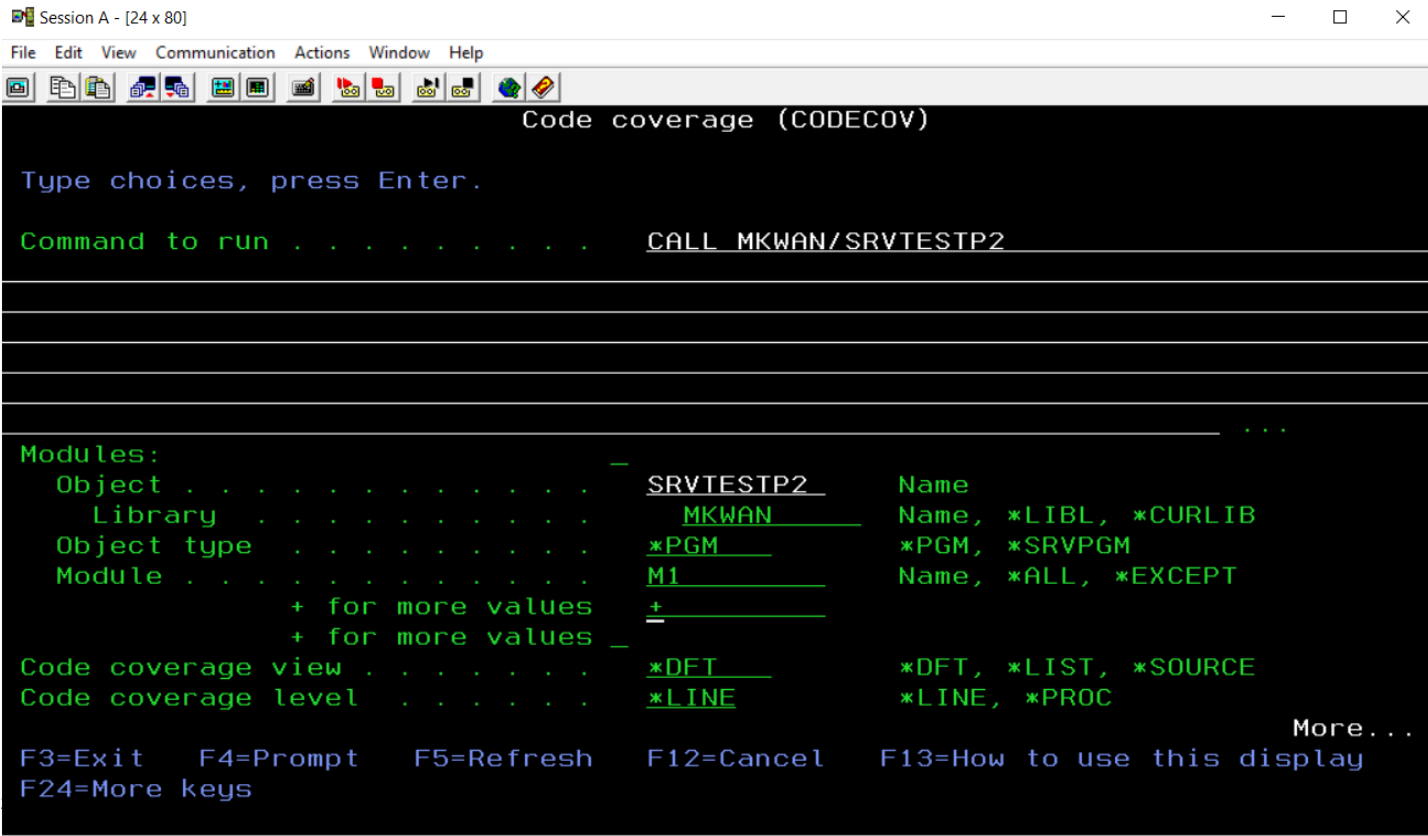 Session A - [24 x 80]
File Edit View Communication Actions Window Help
Code coverage (CODECOV)
Type choices, press Enter.
Command to run . . . . . . . . . CALL MKWAN/SRVTESTP2
...
Modules: _
Object . . . . . . . . . . . . SRVTESTP2 Name
Library . . . . . . . . . . MKWAN Name, *LIBL, *CURLIB
Object type . . . . . . . . . *PGM *PGM, *SRVPGM
Module . . . . . . . . . . . . M1 Name, *ALL, *EXCEPT
+ for more values +
+ for more values _
Code coverage view . . . . . . . *DFT *DFT, *LIST, *SOURCE
Code coverage level . . . . . . *LINE *LINE, *PROC
More...
F3=Exit F4=Prompt F5=Refresh F12=Cancel F13=How to use this display
F24=More keys